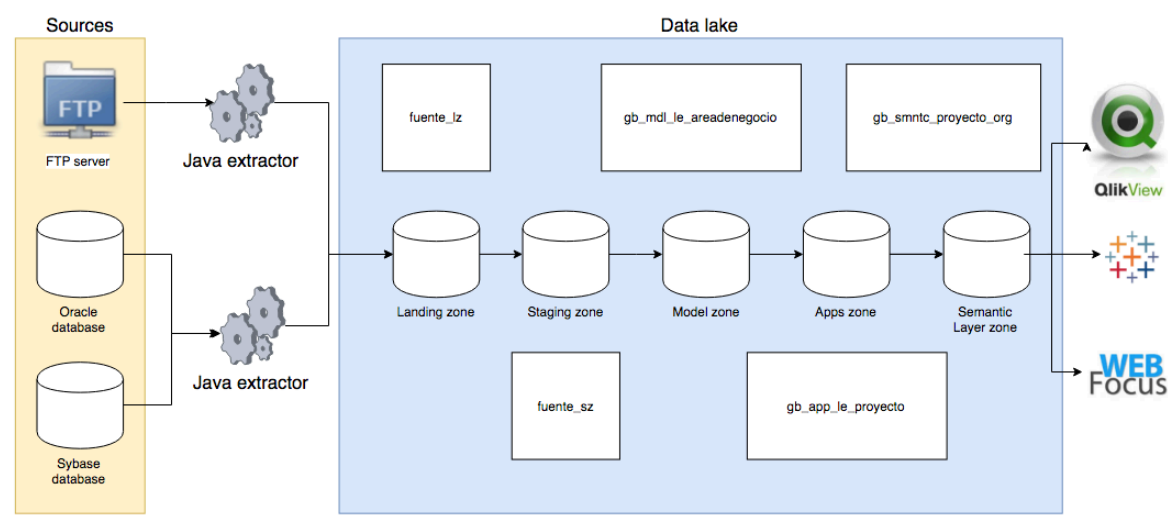 Sources
Data lake
FTP
FTP server
Java extractor
fuente_lz
gb_mdl_le_areadenegocio
gb_smntc_proyecto_org
QlikView
Oracle
database
Landing zone
Staging zone
Model zone
Apps zone
Semantic
Layer zone
Java extractor
fuente_sz
gb_app_le_proyecto
WEB
Focus
Sybase
database